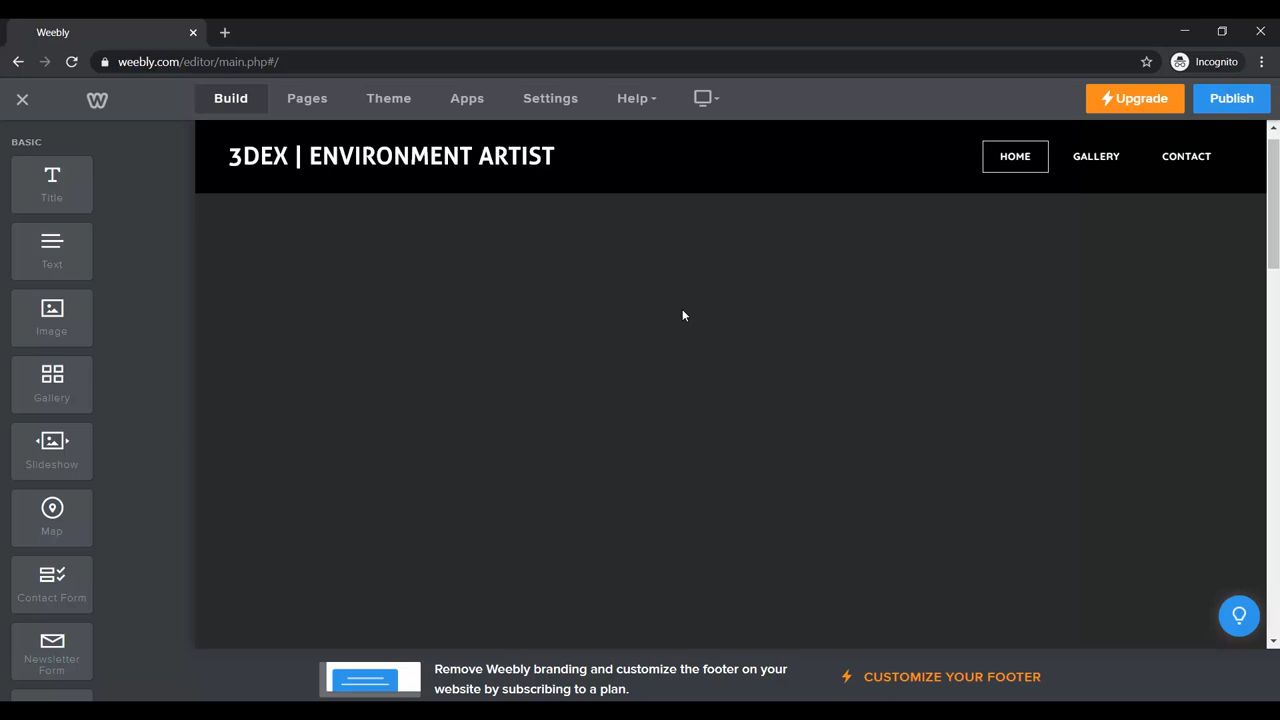 Weebly
weebly.com/editor/main.php#/
Incognito
Build
Pages
Theme
Apps
Settings
Help
Upgrade
Publish
BASIC
Title
Text
Image
Gallery
Slideshow
Map
Contact Form
Newsletter
Form
3DEX | ENVIRONMENT ARTIST
HOME
GALLERY
CONTACT
Remove Weebly branding and customize the footer on your
website by subscribing to a plan.
CUSTOMIZE YOUR FOOTER